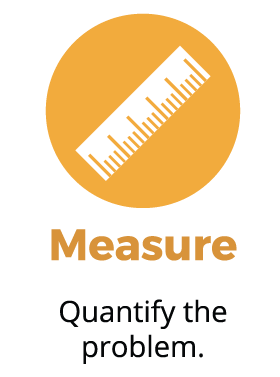 Measure
Quantify the
problem.